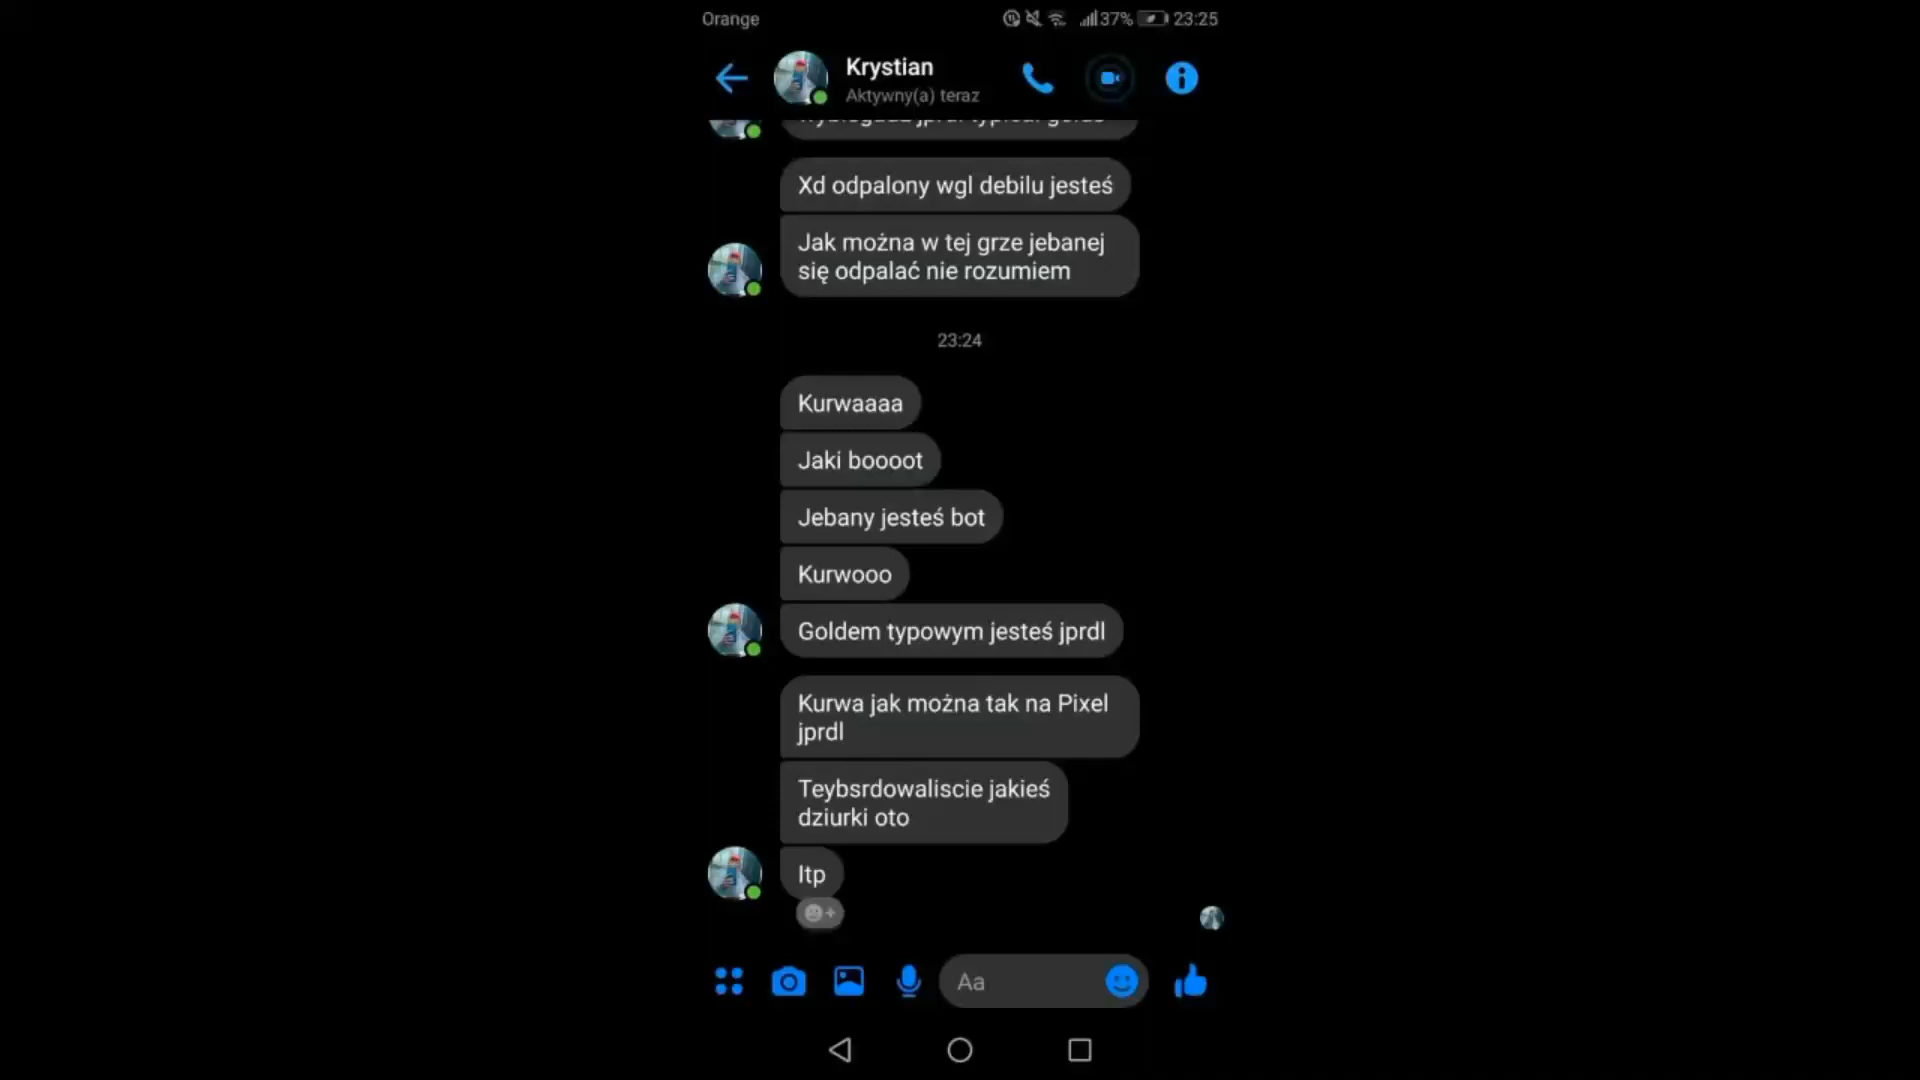 Orange
37% 23:25
Krystian
Aktywny(a) teraz
Xd odpalony wgl debilu jesteś
Jak można w tej grze jebanej
się odpalać nie rozumiem
23:24
Kurwaaaa
Jaki boooot
Jebany jesteś bot
Kurwooo
Goldem typowym jesteś jprdl
Kurwa jak można tak na Pixel
jprdl
Teybsrdowaliscie jakieś
dziurki oto
Itp
Aa